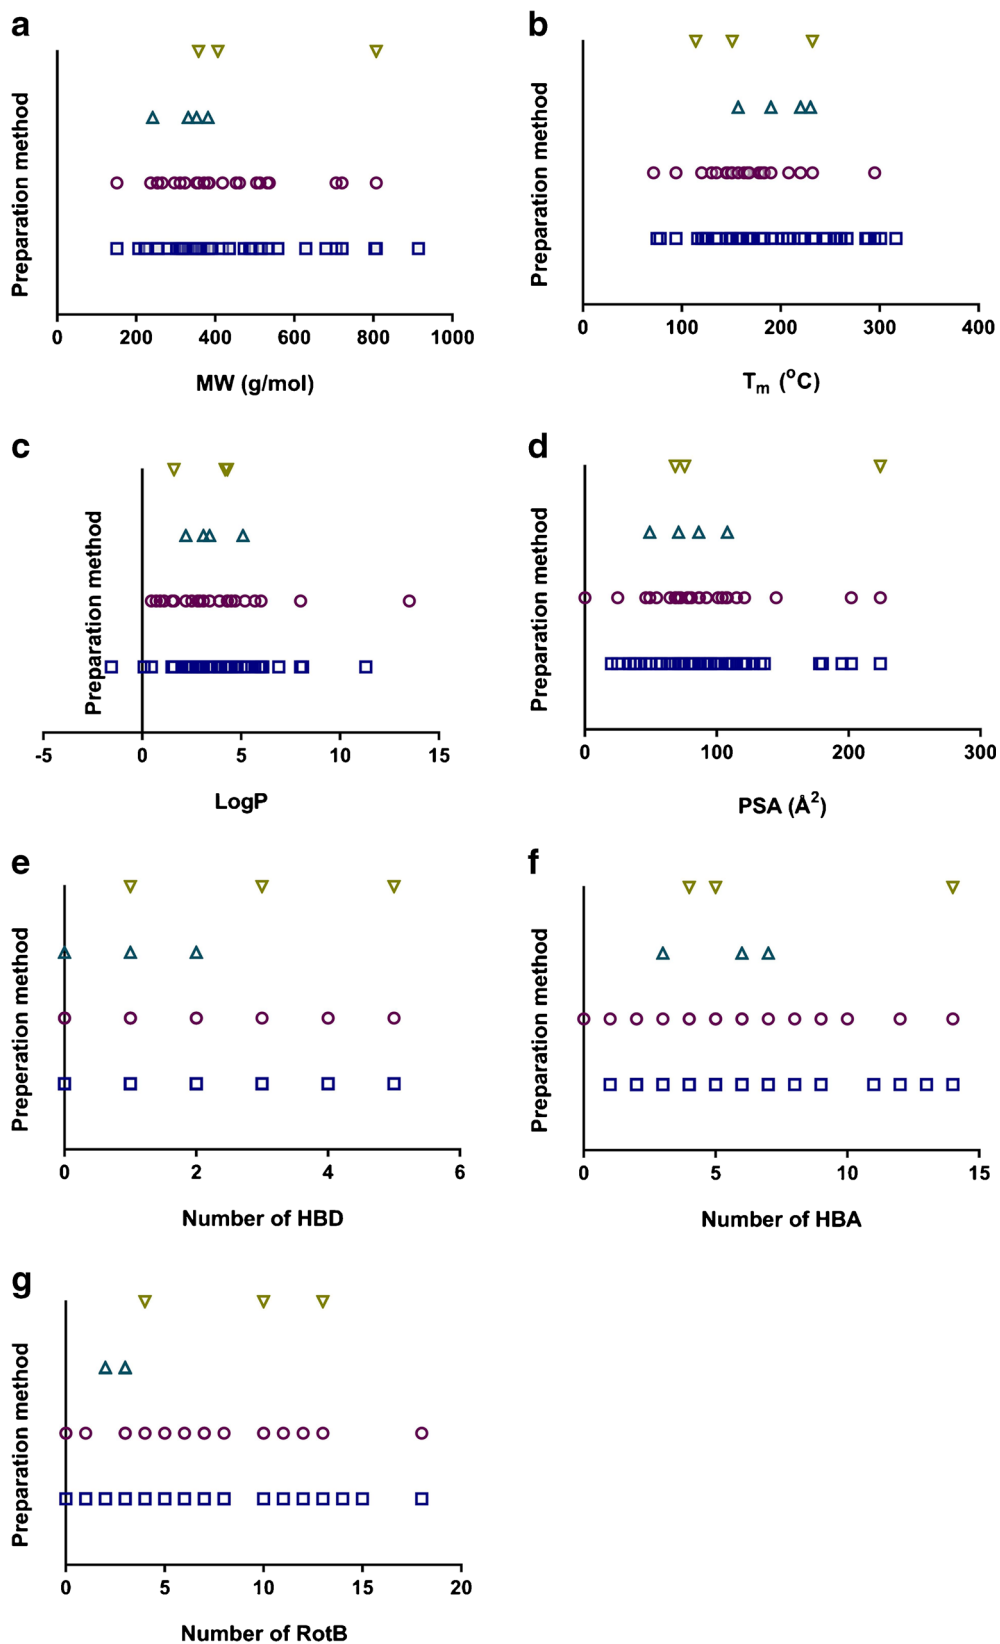 a
Preparation method
0 200 400 600 800 1000
MW (g/mol)
b
Preparation method
0 100 200 300 400
Tm (oC)
c
Preparation method
-5 0 5 10 15
LogP
d
Preparation method
0 100 200 300
PSA (Å2)
e
Preperation method
0 2 4 6
Number of HBD
f
Preparation method
0 5 10 15
Number of HBA
g
Preparation method
0 5 10 15 20
Number of RotB